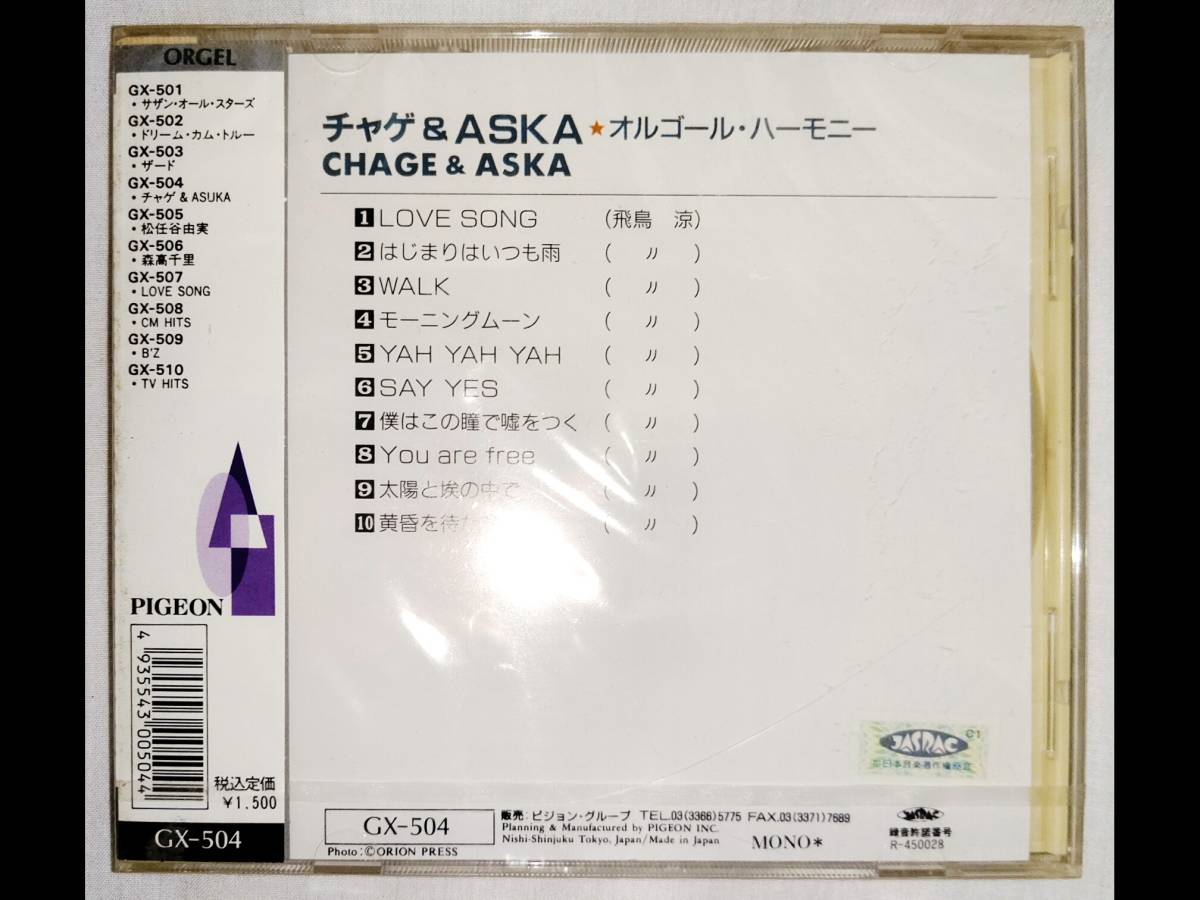 ORGEL
GX-501
・サザン・オール・スターズ
GX-502
・ドリーム・カム・トルー
GX-503
・ザード
GX-504
・チャゲ & ASUKA
GX-505
・松任谷由実
GX-506
・森高千里
GX-507
・LOVE SONG
GX-508
・CM HITS
GX-509
・B'Z
GX-510
・TV HITS
PIGEON
4 935543 005044
税込定価
¥1.500
GX-504
チャゲ & ASKA★オルゴール・ハーモニー
CHAGE & ASKA
1 LOVE SONG (飛鳥 涼)
2 はじまりはいつも雨 ( 〃 )
3 WALK ( 〃 )
4 モーニングムーン ( 〃 )
5 YAH YAH YAH ( 〃 )
6 SAY YES ( 〃 )
7 僕はこの瞳で嘘をつく ( 〃 )
8 You are free ( 〃 )
9 太陽と埃の中で ( 〃 )
10 黄昏を待た ( 〃 )
JASRAC C1
GX-504
Photo:©ORION PRESS
販売:ピジョン・グループ TEL.03(3366)5775 FAX.03(3371)7689
Planning & Manufactured by PIGEON INC.
Nishi-Shinjuku Tokyo, Japan/Made in Japan
MONO*
JASRAC
録音許諾番号
R-450028